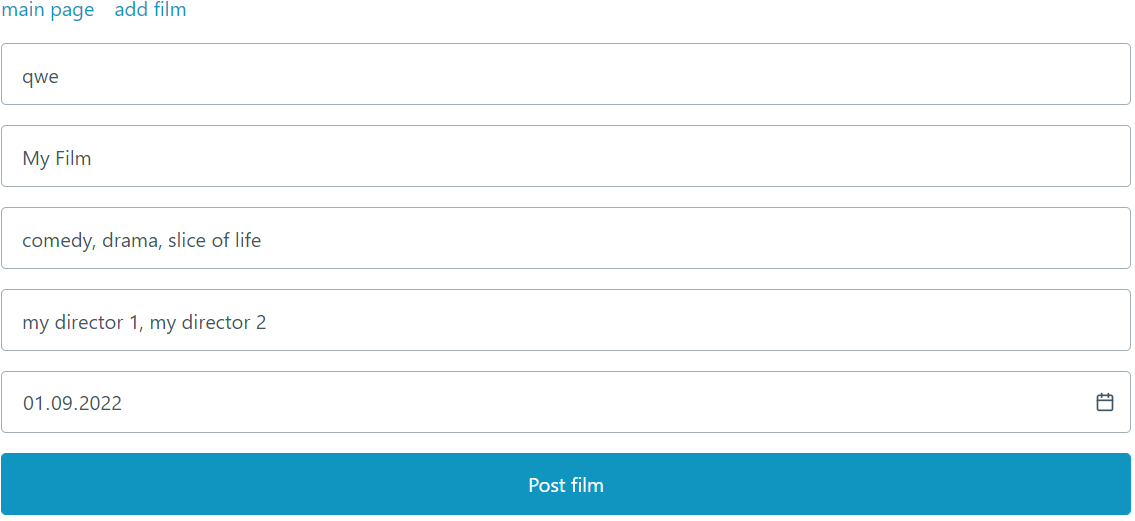 main page add film
qwe
My Film
comedy, drama, slice of life
my director 1, my director 2
01.09.2022
Post film